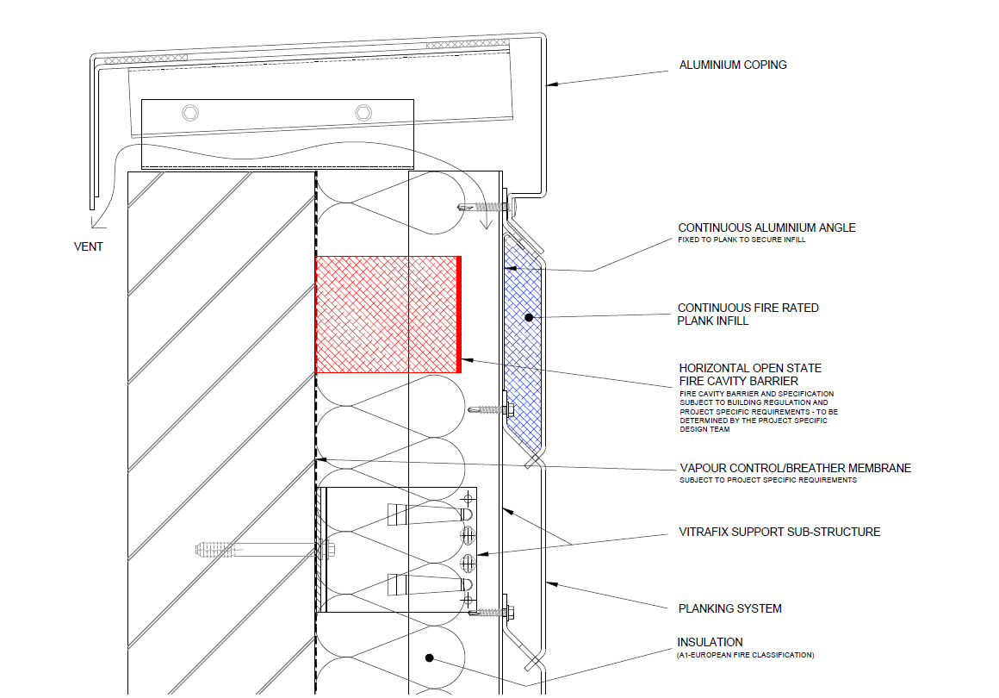 ALUMINIUM COPING
VENT
CONTINUOUS ALUMINIUM ANGLE
FIXED TO PLANK TO SECURE INFILL
CONTINUOUS FIRE RATED
PLANK INFILL
HORIZONTAL OPEN STATE
FIRE CAVITY BARRIER
FIRE CAVITY BARRIER AND SPECIFICATION
SUBJECT TO BUILDING REGULATION AND
PROJECT SPECIFIC REQUIREMENTS - TO BE
DETERMINED BY THE PROJECT SPECIFIC
DESIGN TEAM
VAPOUR CONTROL/BREATHER MEMBRANE
SUBJECT TO PROJECT SPECIFIC REQUIREMENTS
VITRAFIX SUPPORT SUB-STRUCTURE
PLANKING SYSTEM
INSULATION
(A1-EUROPEAN FIRE CLASSIFICATION)